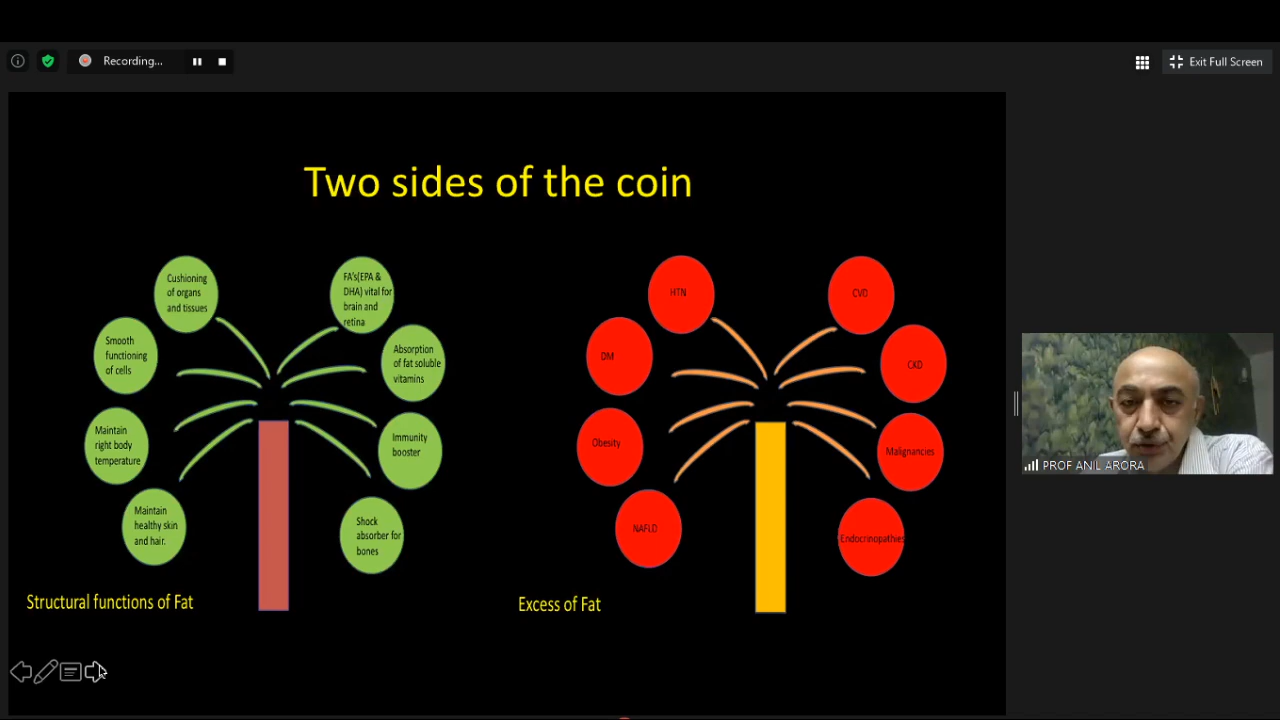 Recording...
Exit Full Screen
Two sides of the coin
Cushioning
of organs
and tissues
FA's(EPA &
DHA) vital for
brain and
retina
Smooth
functioning
of cells
Absorption
of fat soluble
vitamins
Maintain
right body
temperature
Immunity
booster
Maintain
healthy skin
and hair.
Shock
absorber for
bones
Structural functions of Fat
HTN
CVD
DM
CKD
Obesity
Malignancies
NAFLD
Endocrinopathies
Excess of Fat
PROF ANIL ARORA